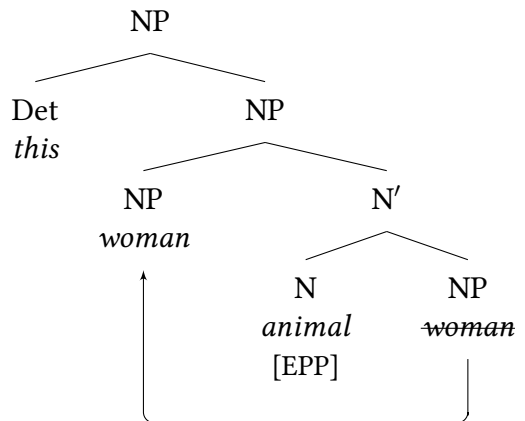 NP
Det NP
this
NP N′
woman
N NP
animal woman
[EPP]